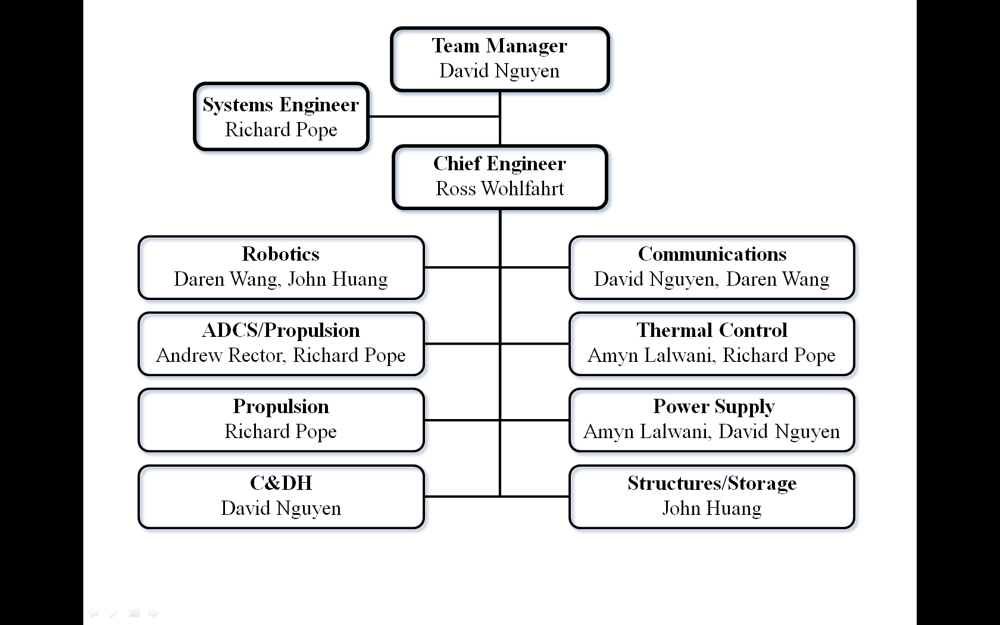 Team Manager
David Nguyen
Systems Engineer
Richard Pope
Chief Engineer
Ross Wohlfahrt
Robotics
Daren Wang, John Huang
Communications
David Nguyen, Daren Wang
ADCS/Propulsion
Andrew Rector, Richard Pope
Thermal Control
Amyn Lalwani, Richard Pope
Propulsion
Richard Pope
Power Supply
Amyn Lalwani, David Nguyen
C&DH
David Nguyen
Structures/Storage
John Huang